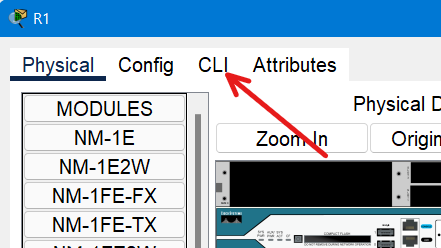 R1
Physical Config CLI Attributes
MODULES
NM-1E
NM-1E2W
NM-1FE-FX
NM-1FE-TX
Physical D
Zoom In
Origin